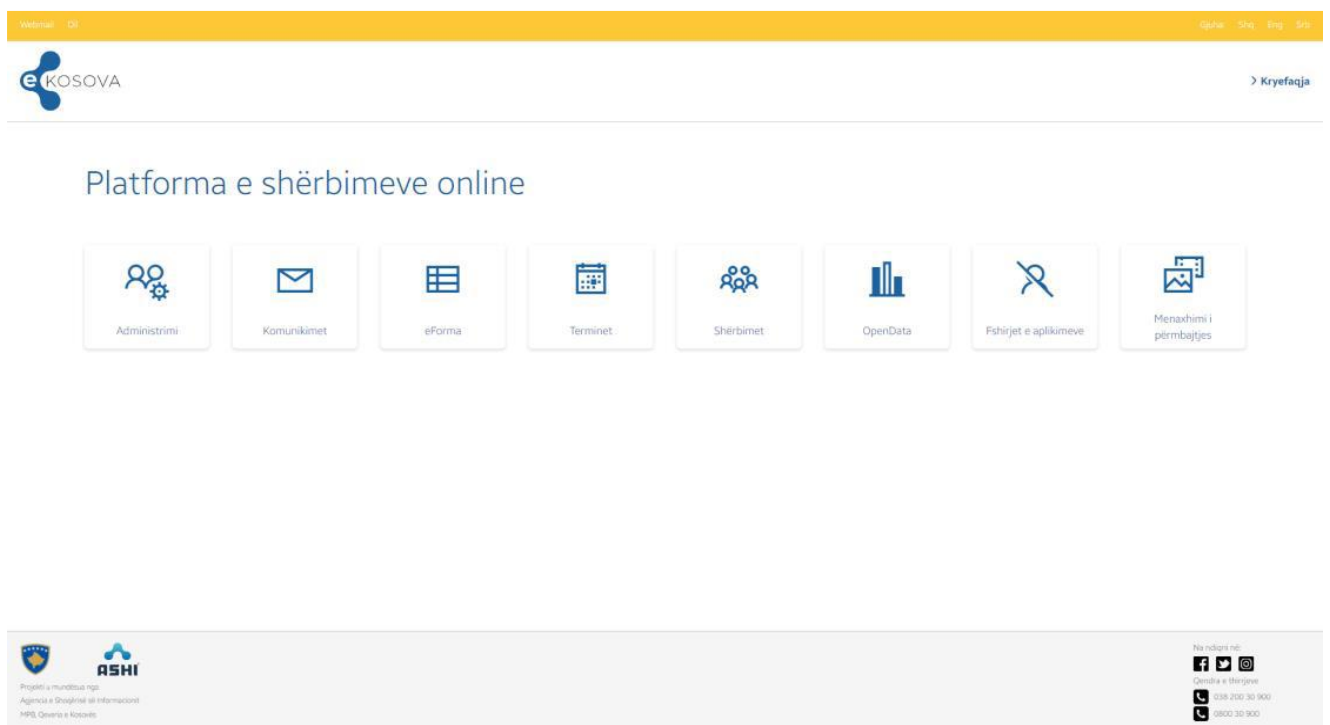 Webmail Dil
Gjuha Shq Eng Srb
eKOSOVA
Kryefaqja
Platforma e shërbimeve online
Administrimi
Komunikimet
eForma
Terminet
Shërbimet
OpenData
Fshirjet e aplikimeve
Menaxhimi i
përmbajtjes
ASHI
Projekti u mundësua nga:
Agjencia e Shoqërisë së Informacionit
MPB, Qeveria e Kosovës
Na ndiqni në:
Qendra e thirrjeve
038 200 30 900
0800 30 900